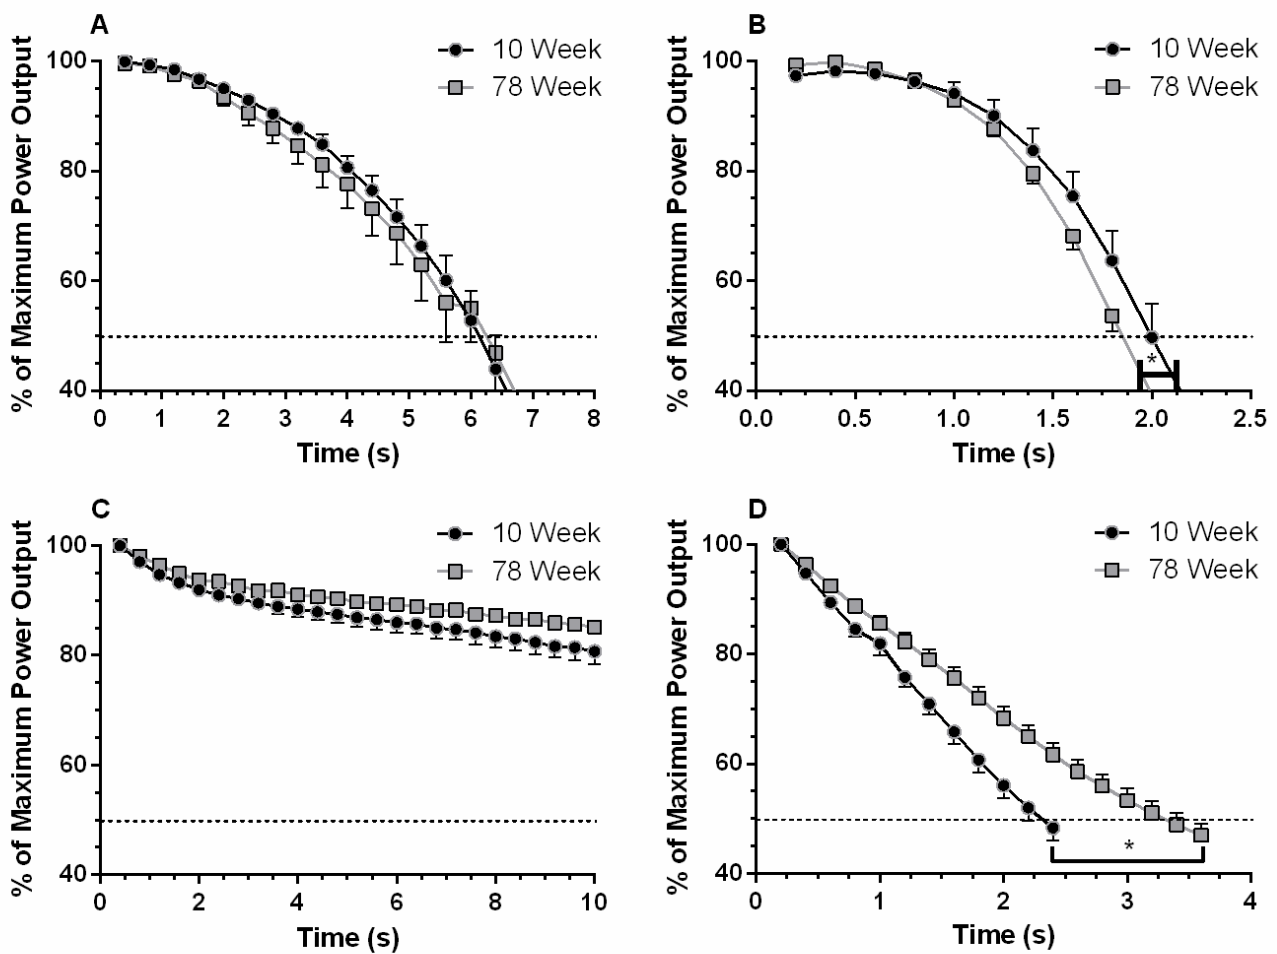 A
% of Maximum Power Output
100
80
60
40
0 1 2 3 4 5 6 7 8
Time (s)
10 Week
78 Week
B
% of Maximum Power Output
100
80
60
40
0.0 0.5 1.0 1.5 2.0 2.5
Time (s)
10 Week
78 Week
*
C
% of Maximum Power Output
100
80
60
40
0 2 4 6 8 10
Time (s)
10 Week
78 Week
D
% of Maximum Power Output
100
80
60
40
0 1 2 3 4
Time (s)
10 Week
78 Week
*